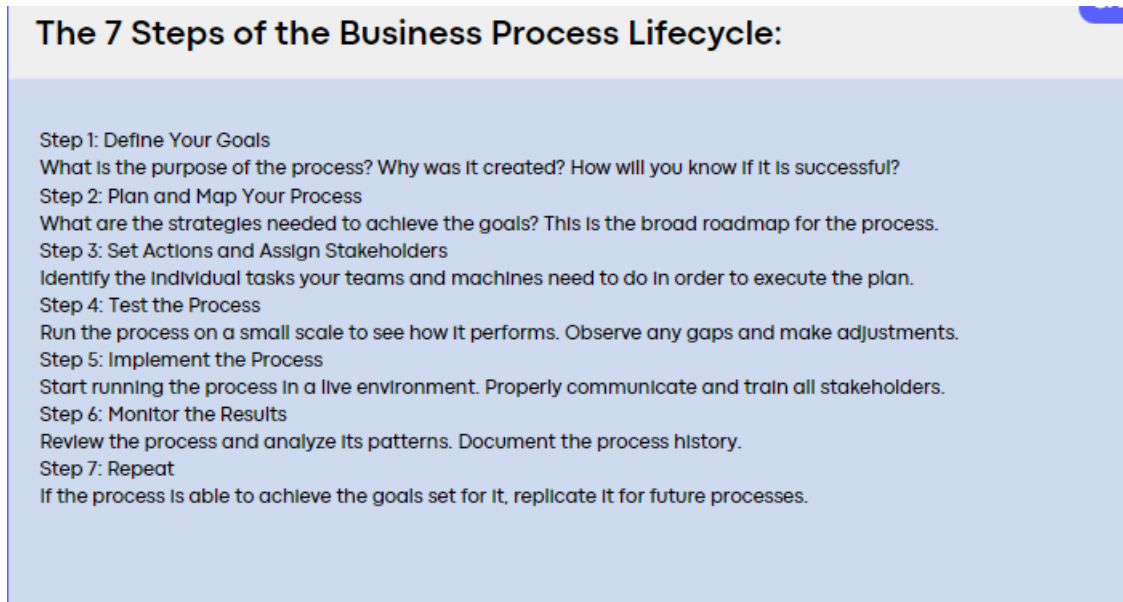 The 7 Steps of the Business Process Lifecycle:
Step 1: Define Your Goals
What is the purpose of the process? Why was it created? How will you know if it is successful?
Step 2: Plan and Map Your Process
What are the strategies needed to achieve the goals? This is the broad roadmap for the process.
Step 3: Set Actions and Assign Stakeholders
Identify the individual tasks your teams and machines need to do in order to execute the plan.
Step 4: Test the Process
Run the process on a small scale to see how it performs. Observe any gaps and make adjustments.
Step 5: Implement the Process
Start running the process in a live environment. Properly communicate and train all stakeholders.
Step 6: Monitor the Results
Review the process and analyze its patterns. Document the process history.
Step 7: Repeat
If the process is able to achieve the goals set for it, replicate it for future processes.